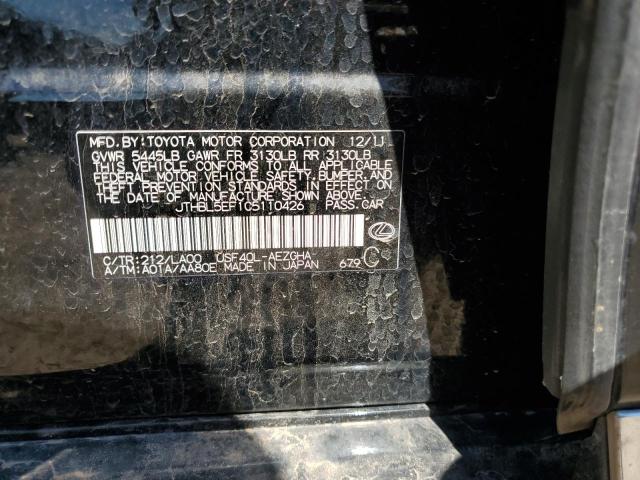 MFD.BY:TOYOTA MOTOR CORPORATION 12/11
GVWR 5445LB GAWR FR 3130LB RR 3130LB
THIS VEHICLE CONFORMS TO ALL APPLICABLE
FEDERAL MOTOR VEHICLE SAFETY, BUMPER, AND
THEFT PREVENTION STANDARDS IN EFFECT ON
THE DATE OF MANUFACTURE SHOWN ABOVE.
JTHBL5EF1C5110426 PASS.CAR
C/TR:212/LA00 USF40L-AEZGHA
A/TM:A01A/AA80E MADE IN JAPAN 679 C